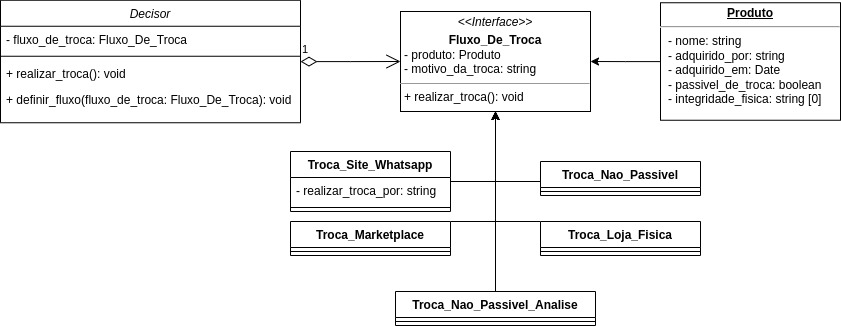 Decisor
- fluxo_de_troca: Fluxo_De_Troca
+ realizar_troca(): void
+ definir_fluxo(fluxo_de_troca: Fluxo_De_Troca): void
1
<<Interface>>
Fluxo_De_Troca
- produto: Produto
- motivo_da_troca: string
+ realizar_troca(): void
Produto
- nome: string
- adquirido_por: string
- adquirido_em: Date
- passivel_de_troca: boolean
- integridade_fisica: string [0]
Troca_Site_Whatsapp
- realizar_troca_por: string
Troca_Nao_Passivel
Troca_Marketplace
Troca_Loja_Fisica
Troca_Nao_Passivel_Analise